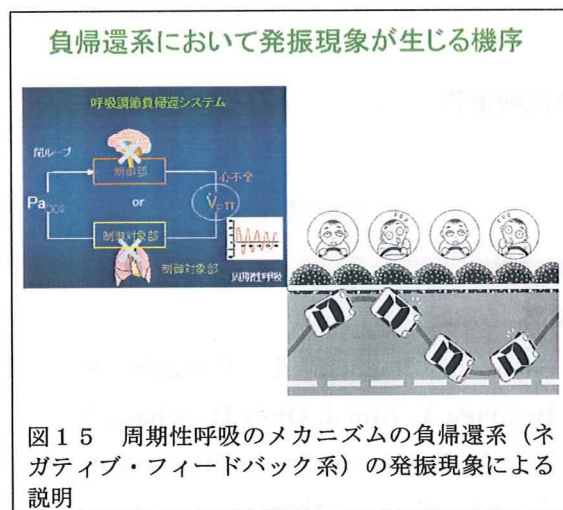 負帰還系において発振現象が生じる機序
呼吸調節負帰還システム
閉ループ
制御部
心不全
PaCO2
or
制御対象部
制御対象部
周期性呼吸
図15 周期性呼吸のメカニズムの負帰還系（ネ
ガティブ・フィードバック系）の発振現象による
説明